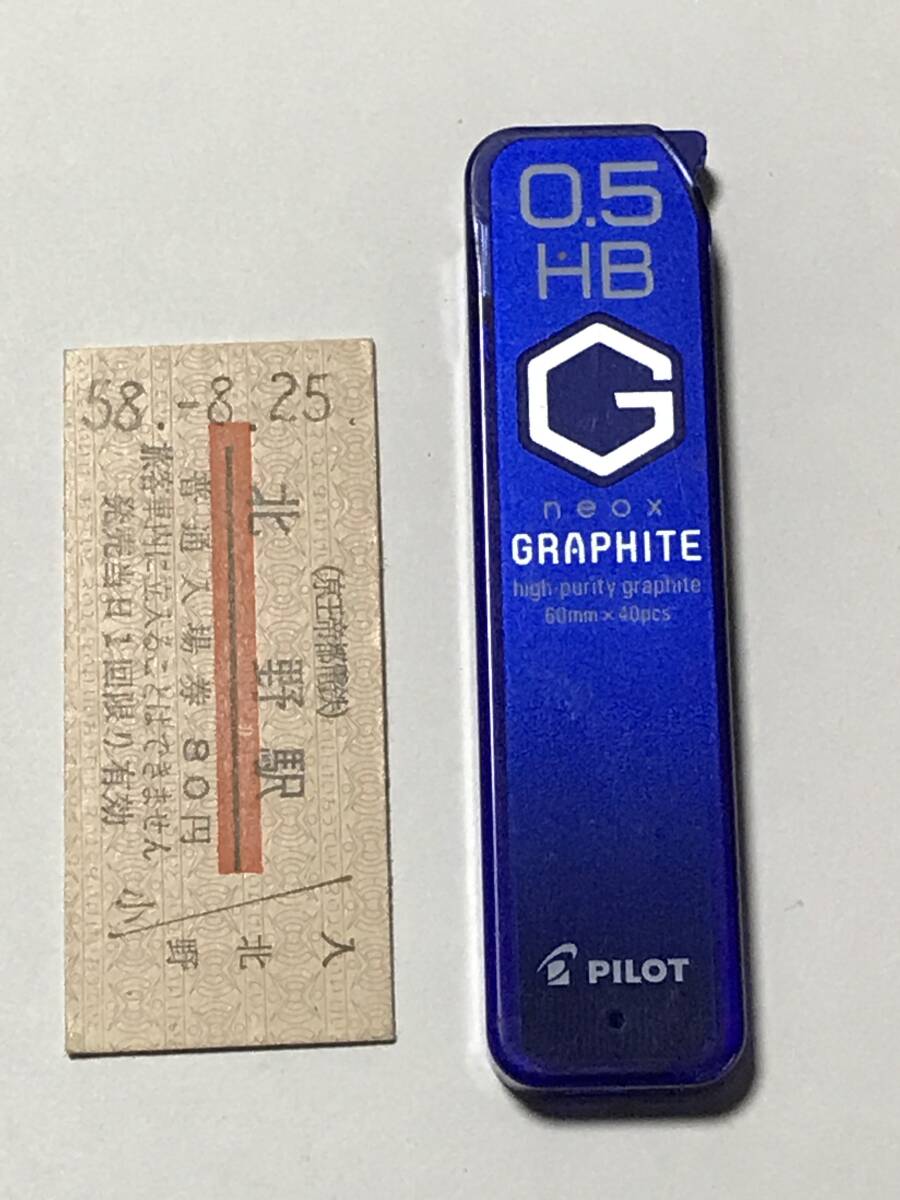 58.-8.25
(京王帝都電鉄)
北野駅
普通入場券 80円
旅客車内に立入ることはできません
発売当日1回限り有効
入
北
野
小
0.5
HB
G
neox
GRAPHITE
high-purity graphite
60mm×40pcs
PILOT